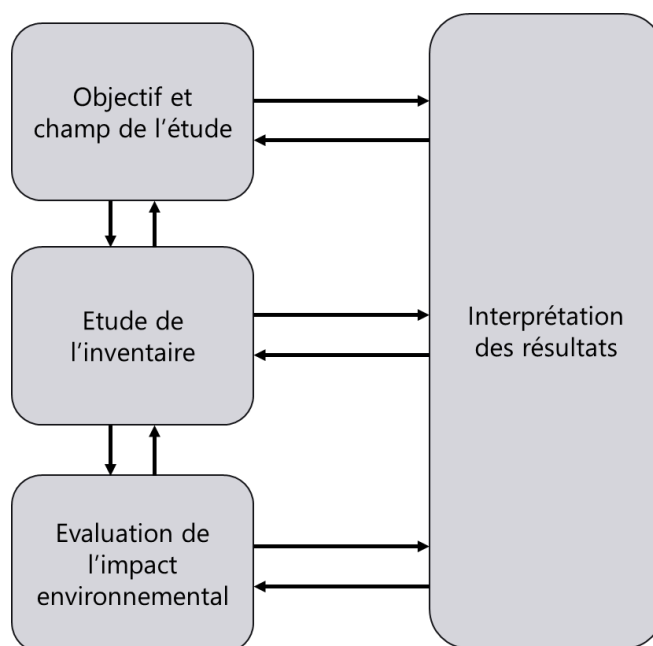 Objectif et
champ de l’étude
Etude de
l’inventaire
Evaluation de
l’impact
environnemental
Interprétation
des résultats